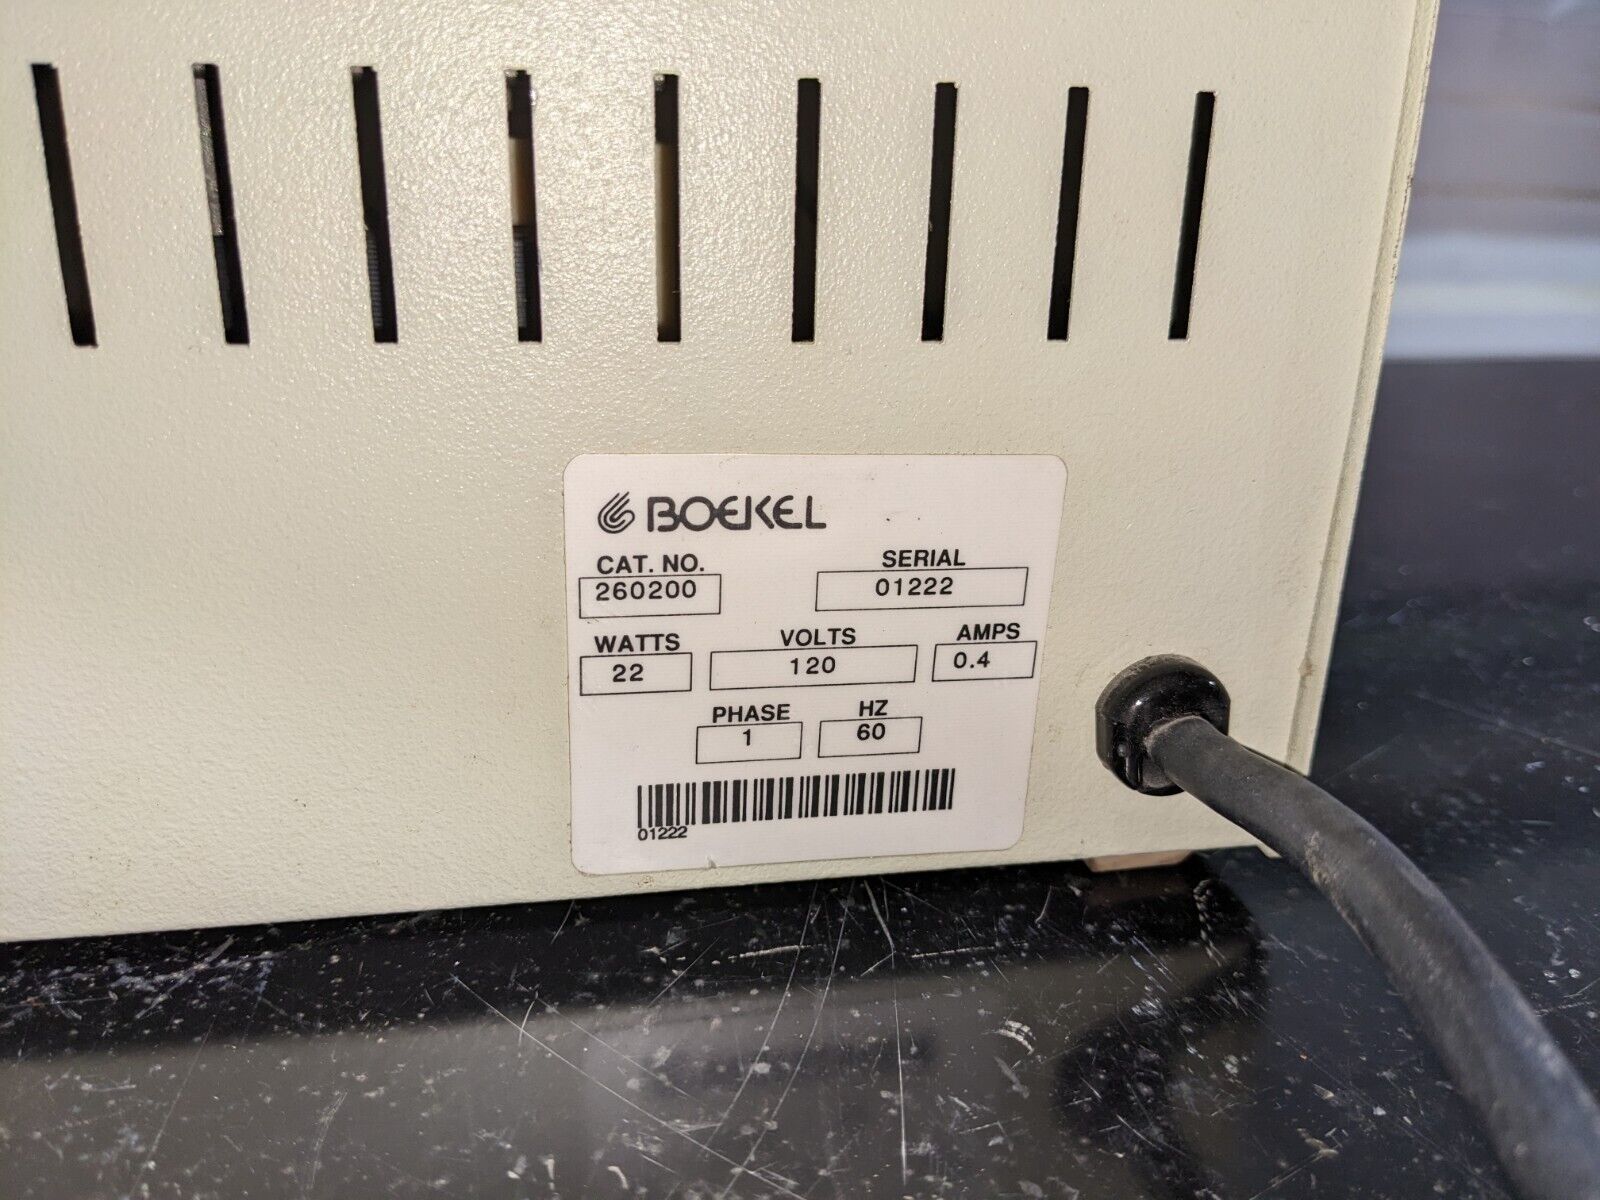 BOEKEL
CAT. NO. SERIAL
260200 01222
WATTS VOLTS AMPS
22 120 0.4
PHASE HZ
1 60
01222